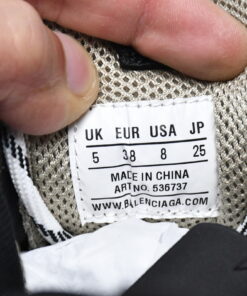 UK EUR USA JP
5 38 8 25
MADE IN CHINA
ART NO. 536737
WWW.BALENCIAGA.COM